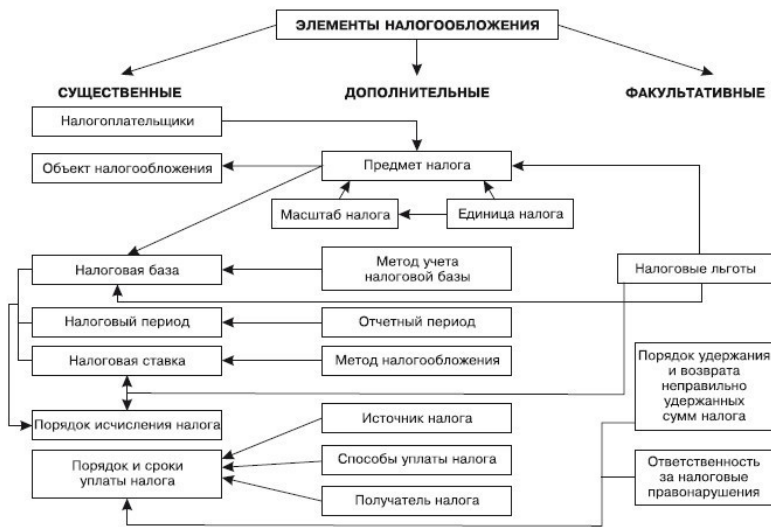 ЭЛЕМЕНТЫ НАЛОГООБЛОЖЕНИЯ
СУЩЕСТВЕННЫЕ
ДОПОЛНИТЕЛЬНЫЕ
ФАКУЛЬТАТИВНЫЕ
Налогоплательщики
Объект налогообложения
Предмет налога
Масштаб налога
Единица налога
Налоговая база
Метод учета
налоговой базы
Налоговые льготы
Налоговый период
Отчетный период
Налоговая ставка
Метод налогообложения
Порядок удержания
и возврата
неправильно
удержанных
сумм налога
Порядок исчисления налога
Источник налога
Порядок и сроки
уплаты налога
Способы уплаты налога
Получатель налога
Ответственность
за налоговые
правонарушения